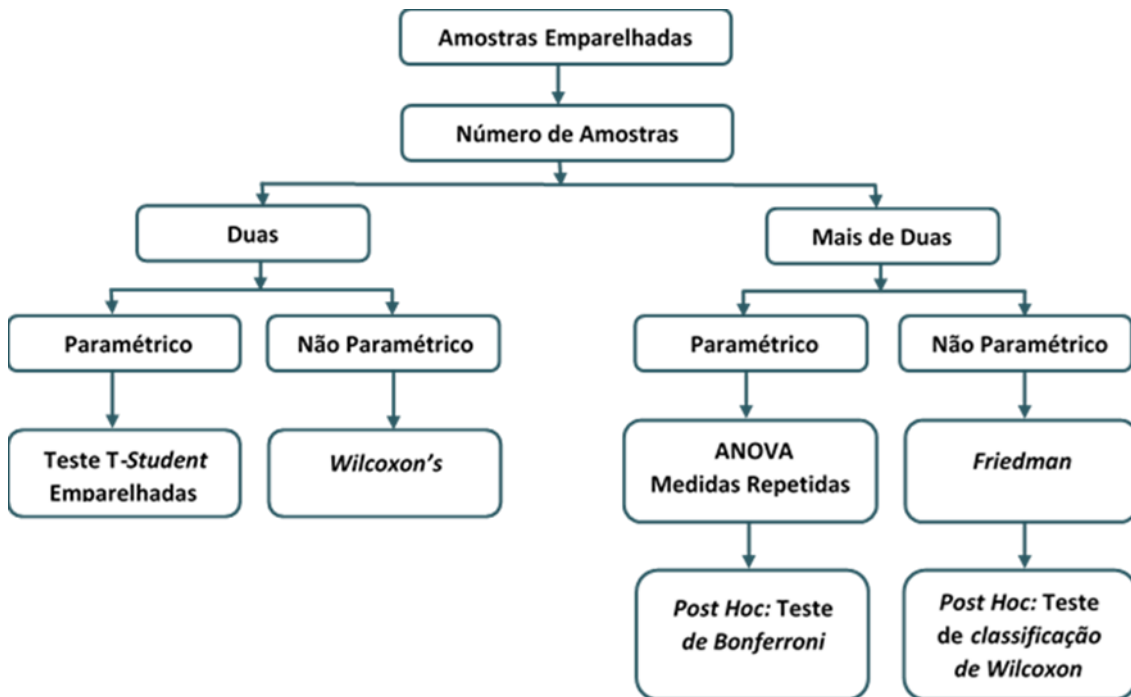 Amostras Emparelhadas
Número de Amostras
Duas
Mais de Duas
Paramétrico
Não Paramétrico
Paramétrico
Não Paramétrico
Teste T-Student
Emparelhadas
Wilcoxon's
ANOVA
Medidas Repetidas
Friedman
Post Hoc: Teste
de Bonferroni
Post Hoc: Teste
de classificação
de Wilcoxon